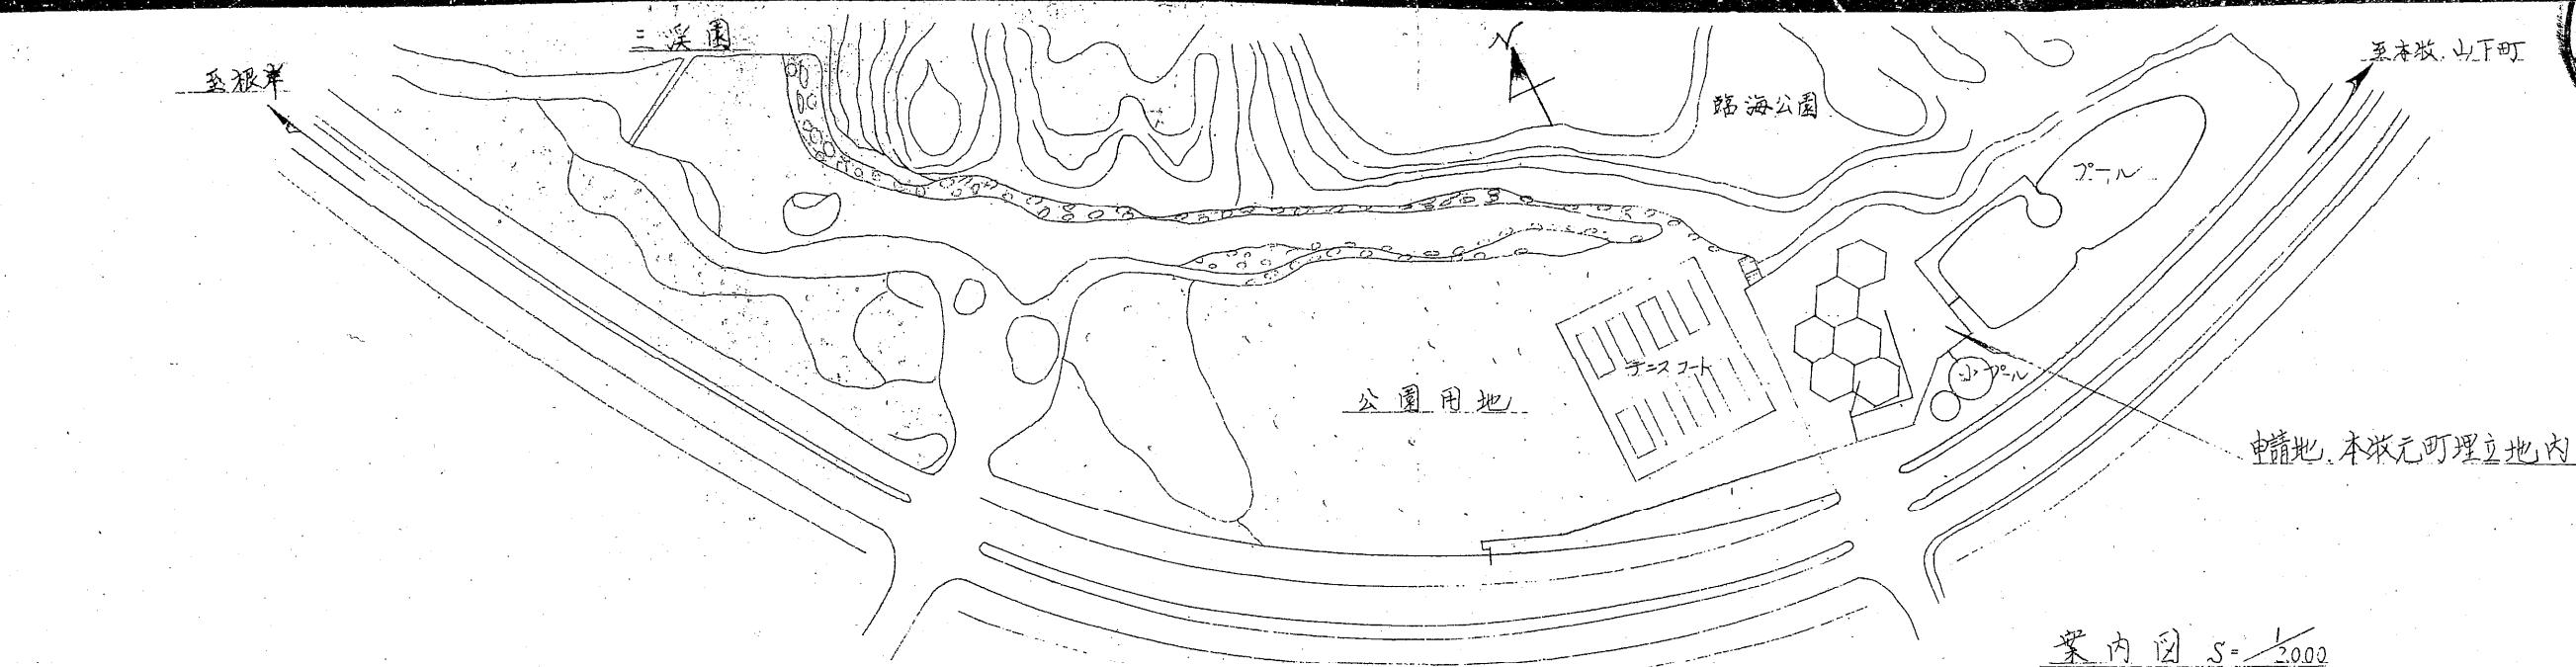 三渓園
至根岸
N
臨海公園
至本牧.山下町
プール
テニスコート
小プール
公園用地
申請地.本牧元町埋立地内
案内図 S=1/2000